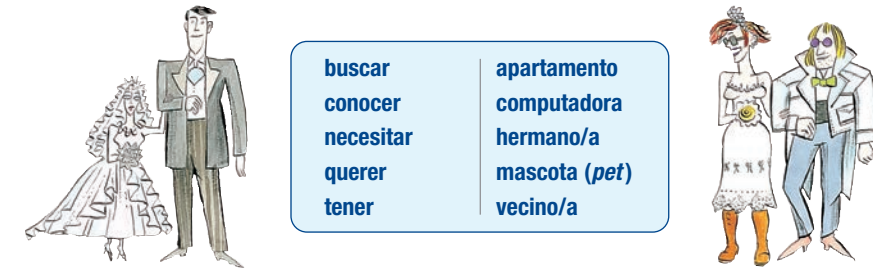 buscar
conocer
necesitar
querer
tener
apartamento
computadora
hermano/a
mascota (pet)
vecino/a